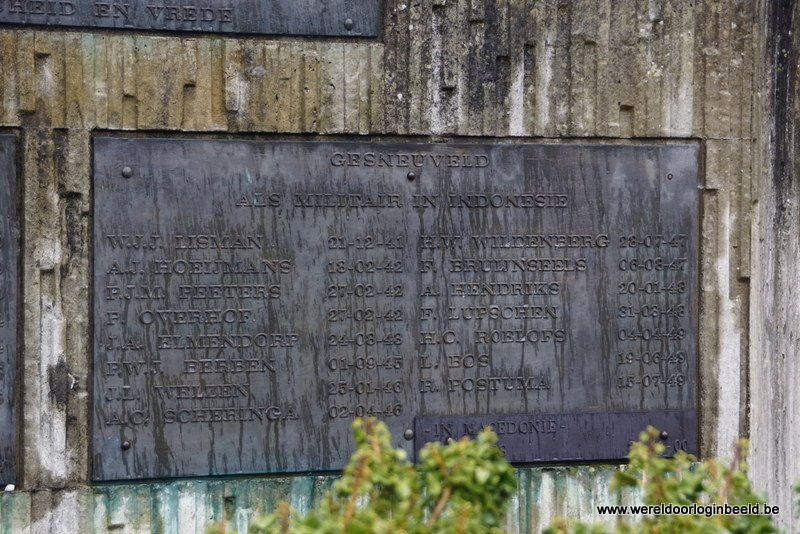 HEID EN VREDE
GESNEUVELD
ALS MILITAIR IN INDONESIE
W.J.J. LISMAN 21-12-41
A.J. HOEIJMANS 18-02-42
P.J.M. PEETERS 27-02-42
P. OVERHOF 27-02-42
J.A. ELMENDORP 24-08-43
P.W.J. BERBEN 01-09-45
J.L. WELLEN 25-01-46
A.C. SCHERINGA 02-04-46
H.W. WILDENBERG 28-07-47
F. BRUIJNSEELS 06-08-47
A. HENDRIKS 20-01-48
F. LUPSCHEN 31-08-48
H.C. ROELOFS 04-04-49
L. BOS 19-06-49
R. POSTUMA 15-07-49
-IN MACEDONIE-
00
www.wereldoorloginbeeld.be